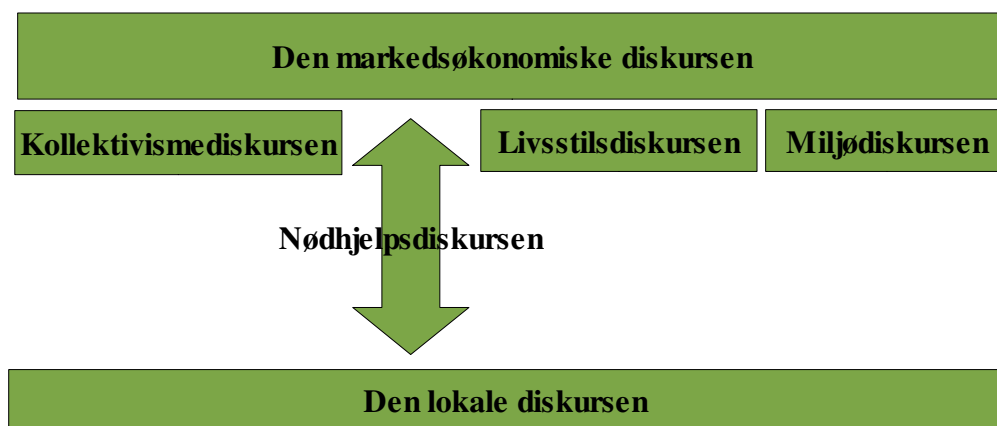 Den markedsøkonomiske diskursen
Kollektivismediskursen
Livsstilsdiskursen
Miljødiskursen
Nødhjelpsdiskursen
Den lokale diskursen